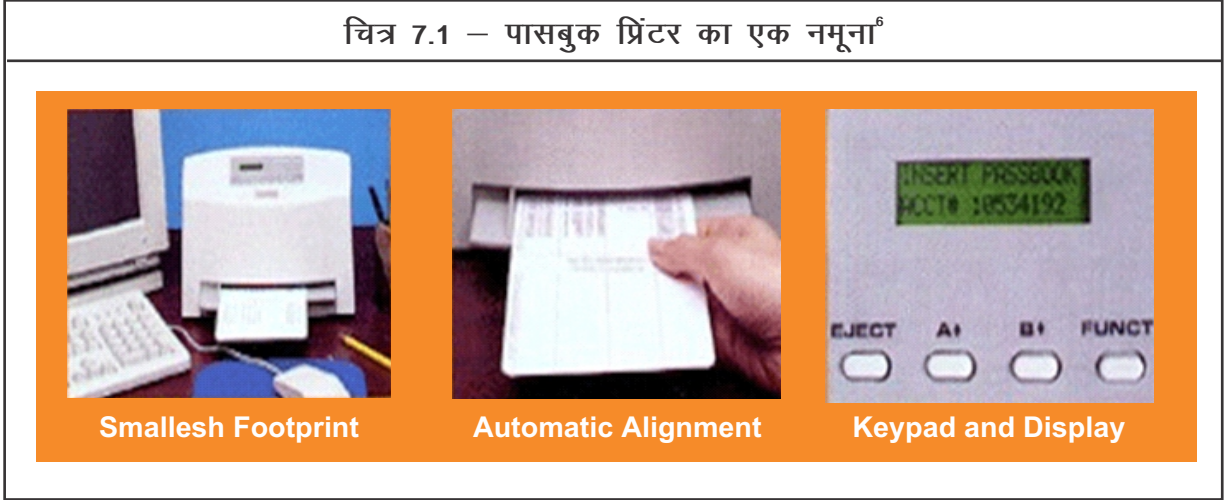 चित्र 7.1 – पासबुक प्रिंटर का एक नमूना⁶
INSERT PASSBOOK
ACCT# :0534192
EJECT A♦ B♦ FUNCT
Smallesh Footprint
Automatic Alignment
Keypad and Display